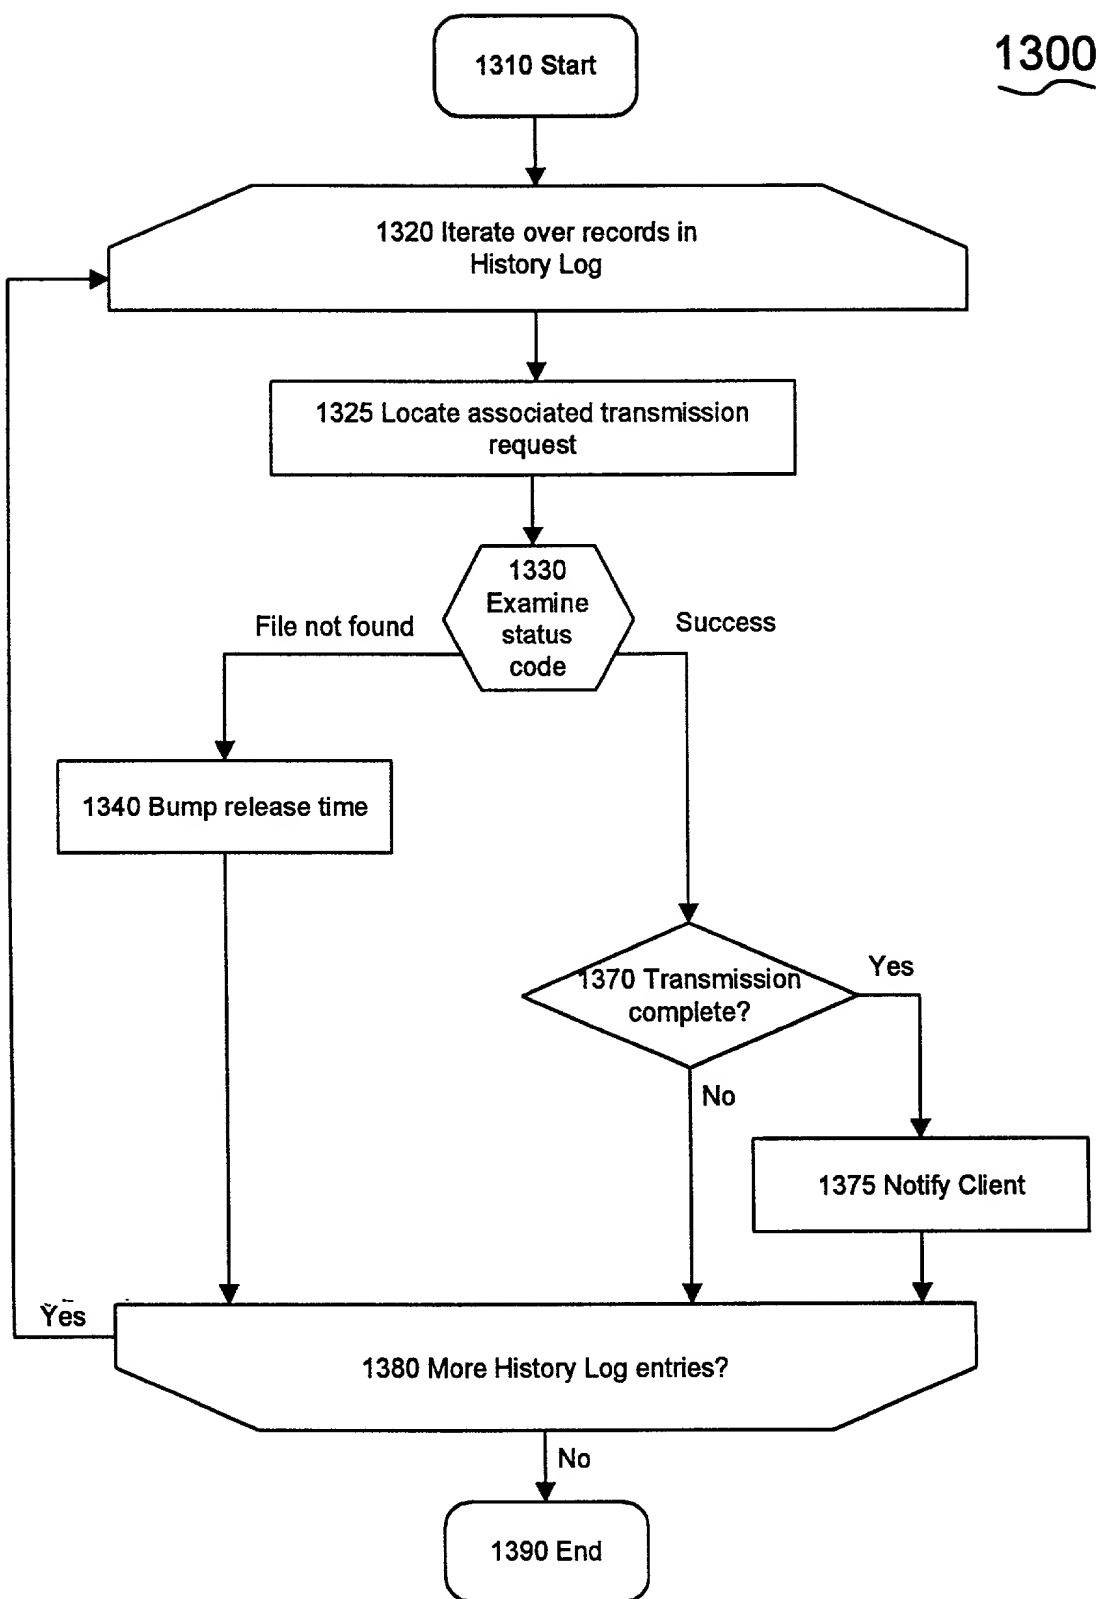 1300
1310 Start
1320 Iterate over records in
History Log
1325 Locate associated transmission
request
1330
Examine
status
code
File not found
Success
1340 Bump release time
1370 Transmission
complete?
Yes
No
1375 Notify Client
Yes
1380 More History Log entries?
No
1390 End